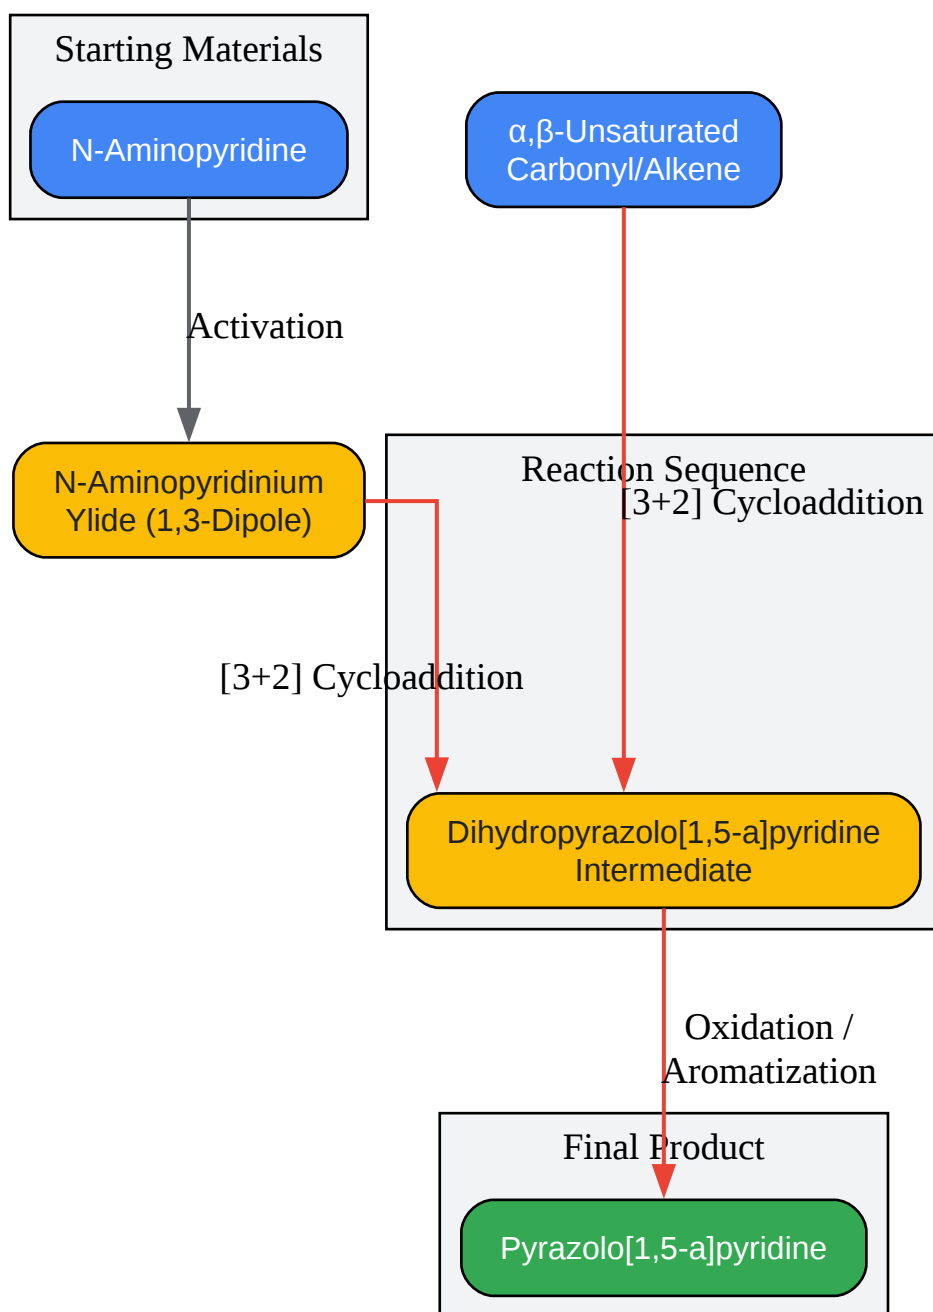 Starting Materials
N-Aminopyridine
α,β-Unsaturated
Carbonyl/Alkene
Activation
N-Aminopyridinium
Ylide (1,3-Dipole)
Reaction Sequence
[3+2] Cycloaddition
[3+2] Cycloaddition
Dihydropyrazolo[1,5-a]pyridine
Intermediate
Oxidation /
Aromatization
Final Product
Pyrazolo[1,5-a]pyridine